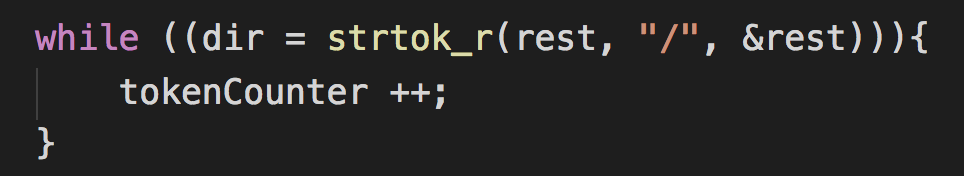 while ((dir = strtok_r(rest, "/", &rest))){
    tokenCounter ++;
}